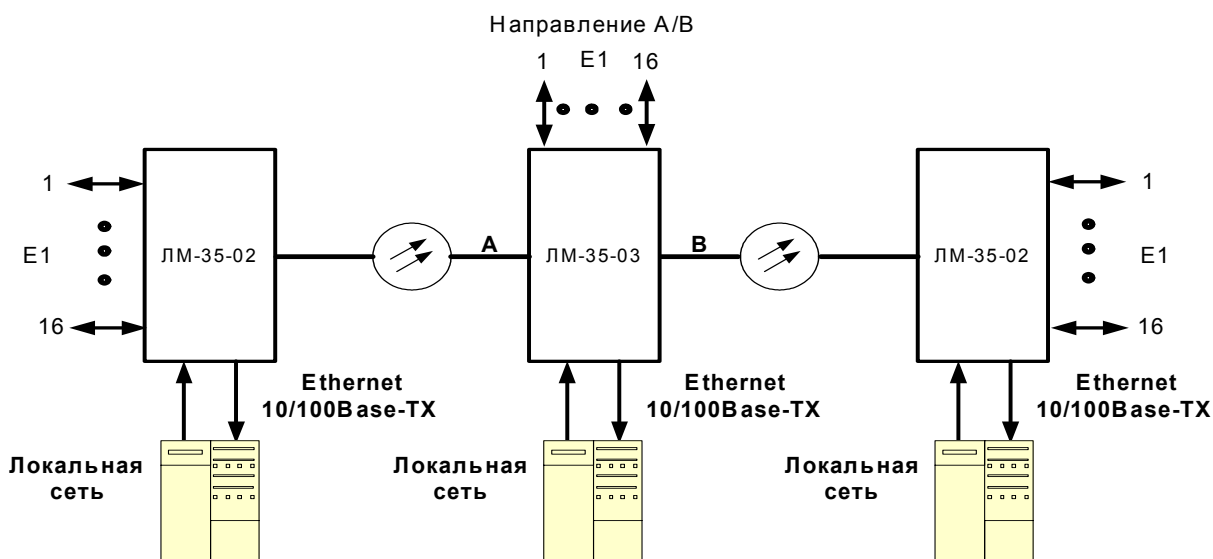 Направление А/В
1 E1 16
1
E1
16
ЛМ-35-02
A
ЛМ-35-03
B
ЛМ-35-02
1
E1
16
Ethernet
10/100Base-TX
Локальная
сеть
Ethernet
10/100Base-TX
Локальная
сеть
Ethernet
10/100Base-TX
Локальная
сеть